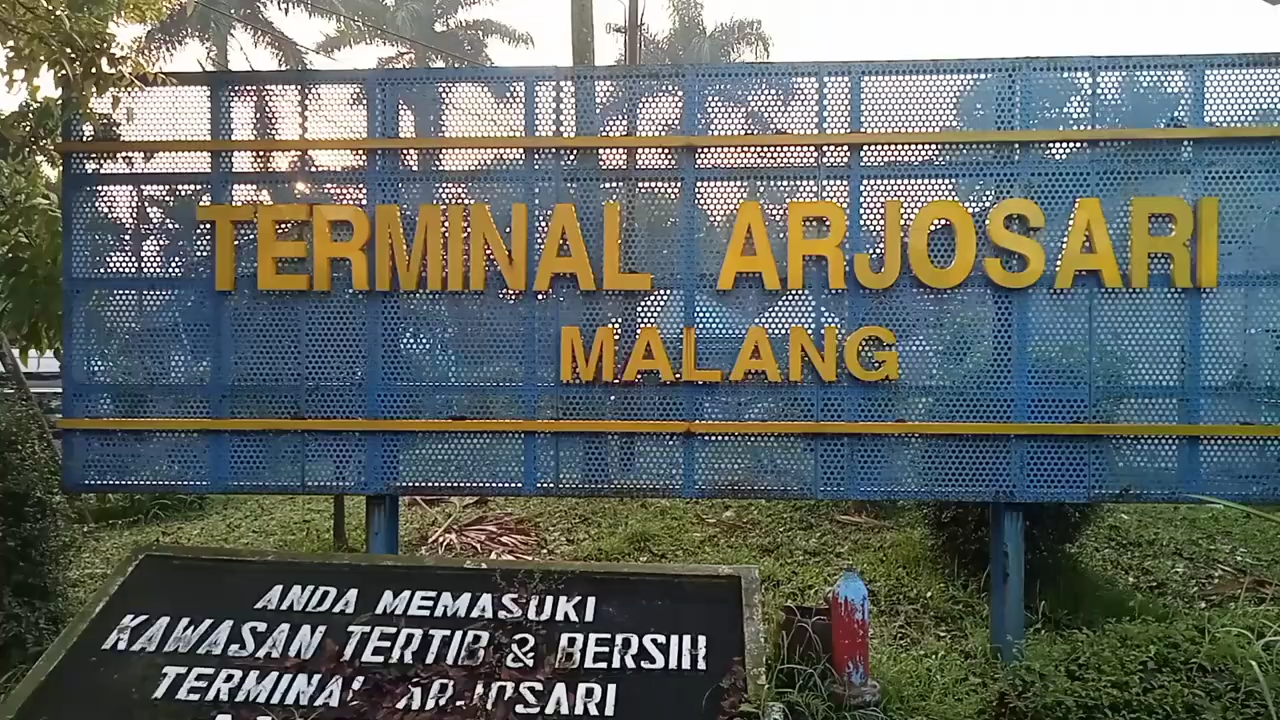 TERMINAL ARJOSARI
MALANG
ANDA MEMASUKI
KAWASAN TERTIB & BERSIH
TERMINAL ARJOSARI